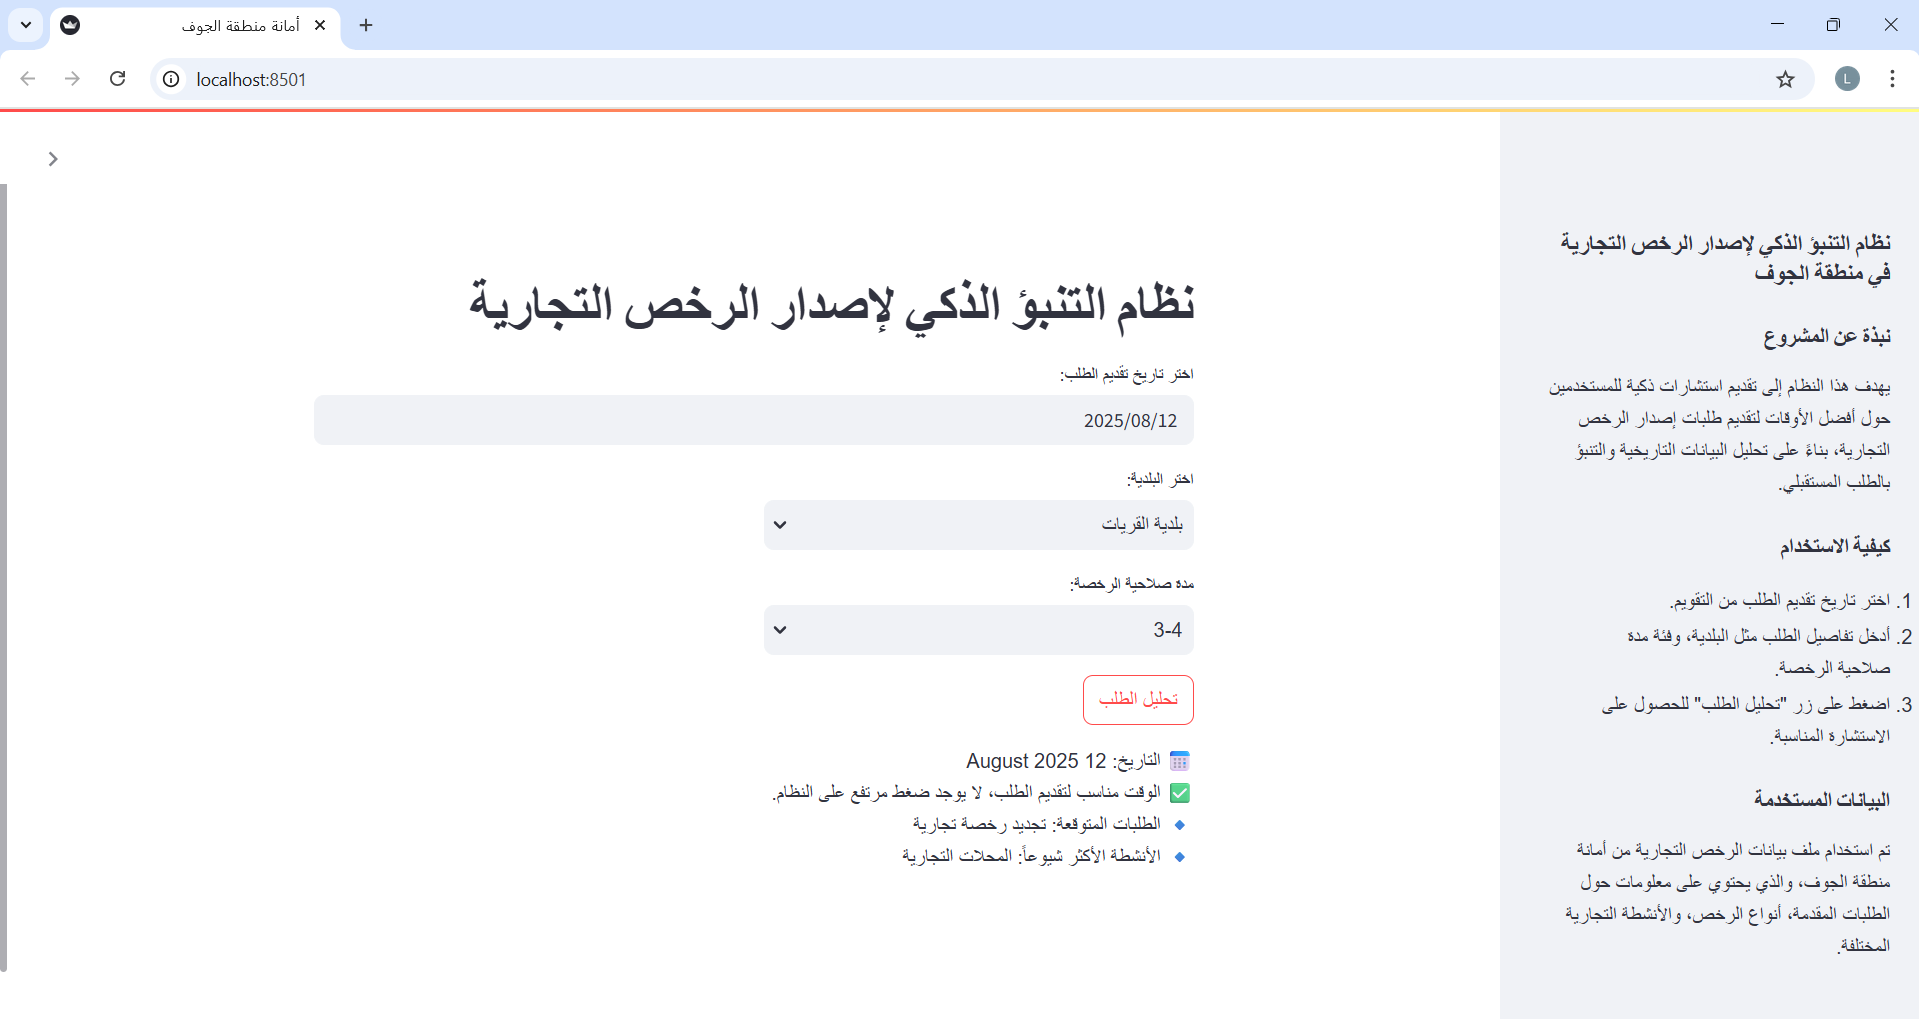 أمانة منطقة الجوف
localhost:8501
نظام التنبؤ الذكي لإصدار الرخص التجارية
في منطقة الجوف
نبذة عن المشروع
يهدف هذا النظام إلى تقديم استشارات ذكية للمستخدمين
حول أفضل الأوقات لتقديم طلبات إصدار الرخص
التجارية، بناءً على تحليل البيانات التاريخية والتنبؤ
بالطلب المستقبلي.
كيفية الاستخدام
1. اختر تاريخ تقديم الطلب من التقويم.
2. أدخل تفاصيل الطلب مثل البلدية، وفئة مدة
صلاحية الرخصة.
3. اضغط على زر "تحليل الطلب" للحصول على
الاستشارة المناسبة.
البيانات المستخدمة
تم استخدام ملف بيانات الرخص التجارية من أمانة
منطقة الجوف، والذي يحتوي على معلومات حول
الطلبات المقدمة، أنواع الرخص، والأنشطة التجارية
المختلفة.
نظام التنبؤ الذكي لإصدار الرخص التجارية
اختر تاريخ تقديم الطلب:
2025/08/12
اختر البلدية:
بلدية القريات
مدة صلاحية الرخصة:
3-4
تحليل الطلب
التاريخ: 12 August 2025
الوقت مناسب لتقديم الطلب، لا يوجد ضغط مرتفع على النظام.
الطلبات المتوقعة: تجديد رخصة تجارية
الأنشطة الأكثر شيوعاً: المحلات التجارية
L